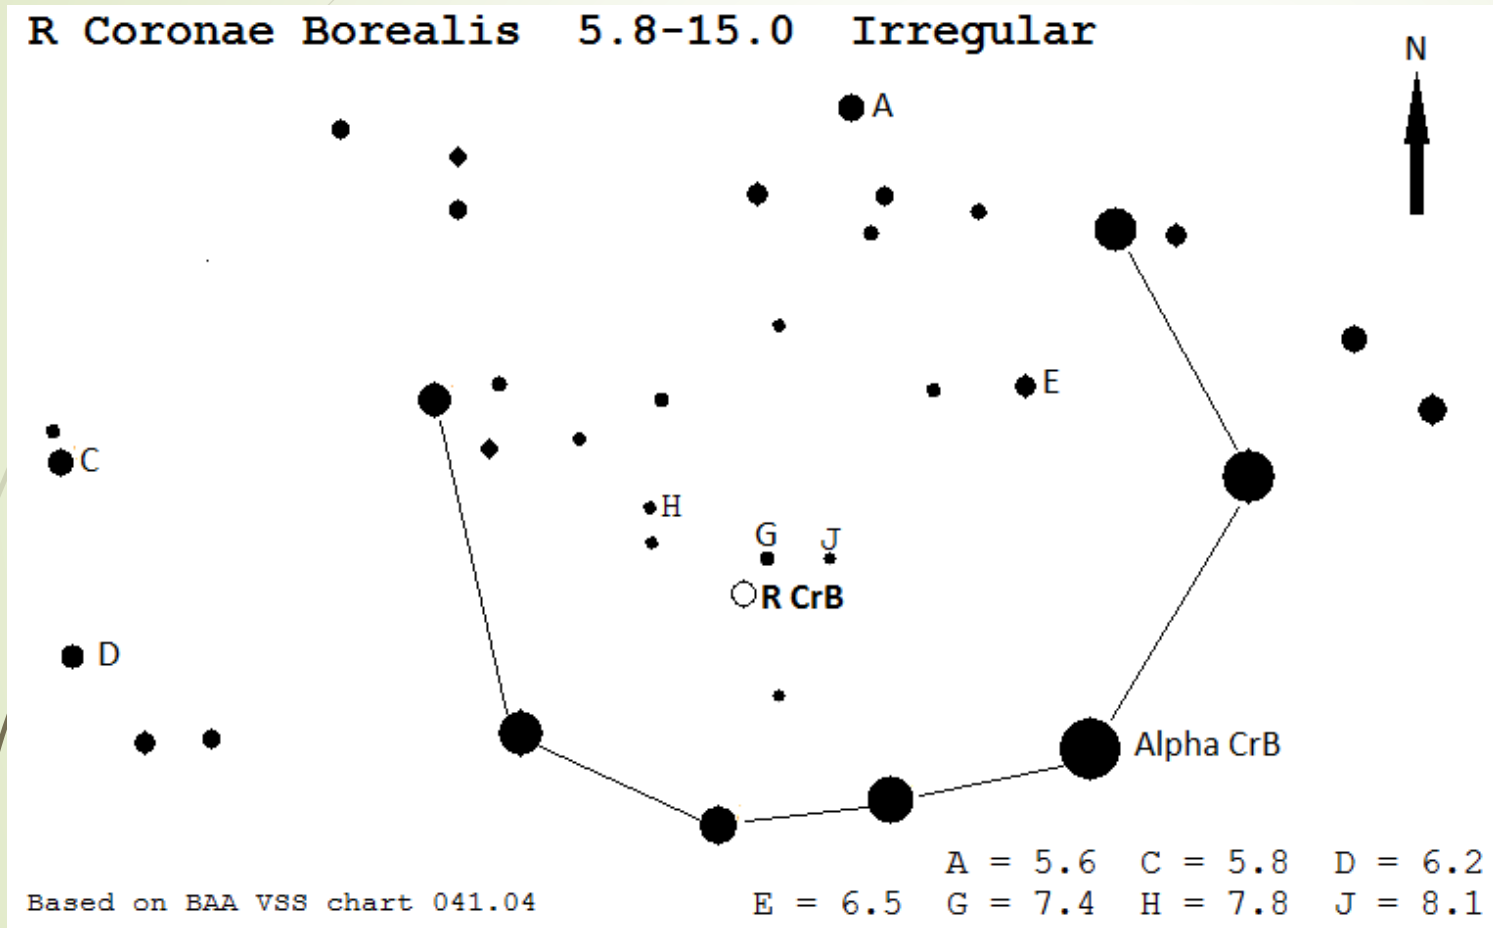 R Coronae Borealis 5.8-15.0 Irregular
N
A
E
C
H
G J
R CrB
D
Alpha CrB
A = 5.6 C = 5.8 D = 6.2
Based on BAA VSS chart 041.04 E = 6.5 G = 7.4 H = 7.8 J = 8.1